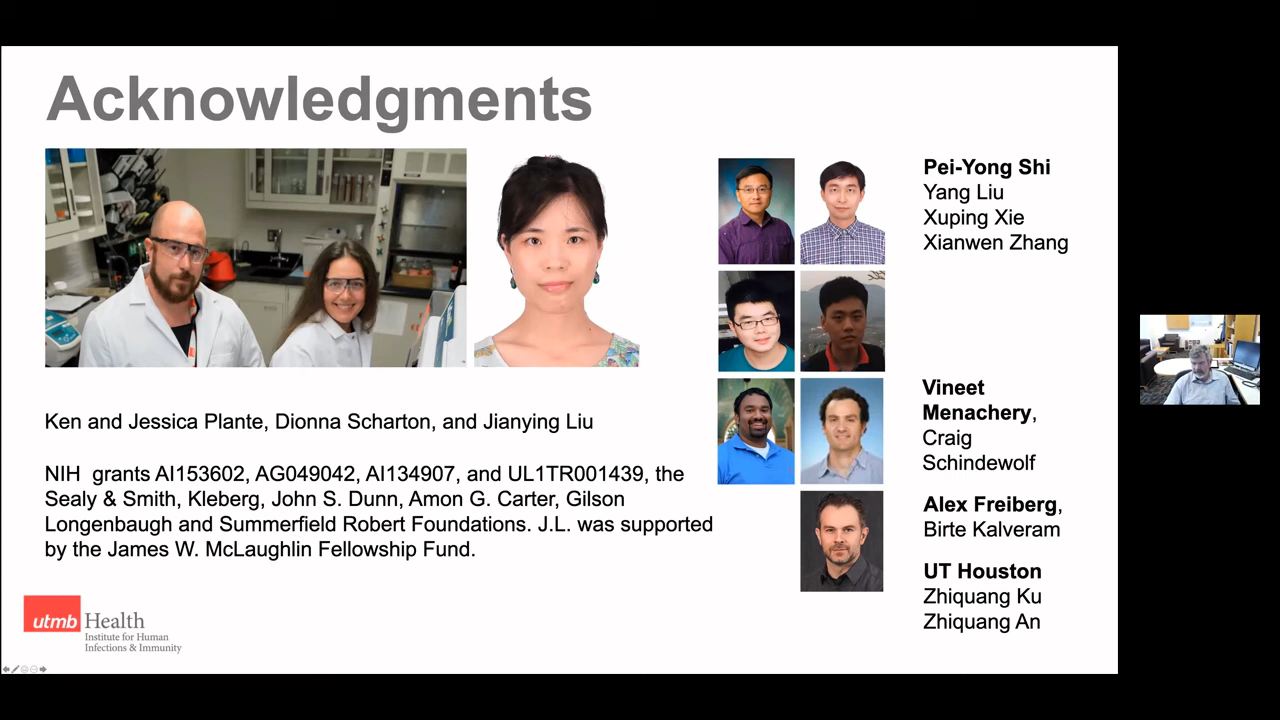 Acknowledgments
Ken and Jessica Plante, Dionna Scharton, and Jianying Liu
NIH  grants AI153602, AG049042, AI134907, and UL1TR001439, the
Sealy & Smith, Kleberg, John S. Dunn, Amon G. Carter, Gilson
Longenbaugh and Summerfield Robert Foundations. J.L. was supported
by the James W. McLaughlin Fellowship Fund.
utmb Health
Institute for Human
Infections & Immunity
Pei-Yong Shi
Yang Liu
Xuping Xie
Xianwen Zhang
Vineet
Menachery,
Craig
Schindewolf
Alex Freiberg,
Birte Kalveram
UT Houston
Zhiquang Ku
Zhiquang An